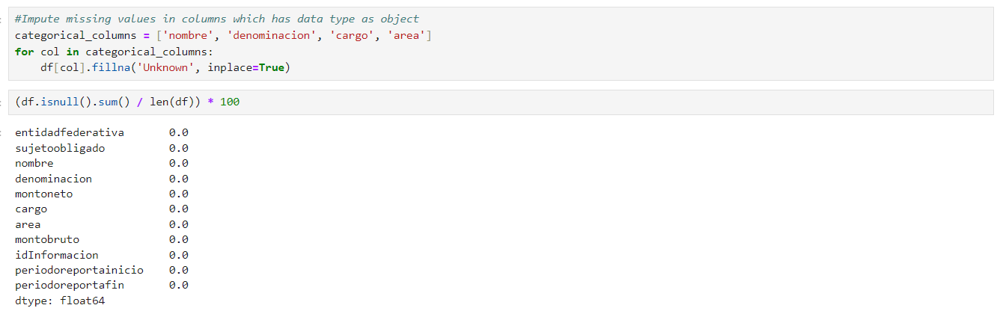 #Impute missing values in columns which has data type as object
categorical_columns = ['nombre', 'denominacion', 'cargo', 'area']
for col in categorical_columns:
    df[col].fillna('Unknown', inplace=True)
(df.isnull().sum() / len(df)) * 100
entidadfederativa       0.0
sujetoobligado          0.0
nombre                  0.0
denominacion            0.0
montoneto               0.0
cargo                   0.0
area                    0.0
montobruto              0.0
idInformacion           0.0
periodoreportainicio    0.0
periodoreportafin       0.0
dtype: float64